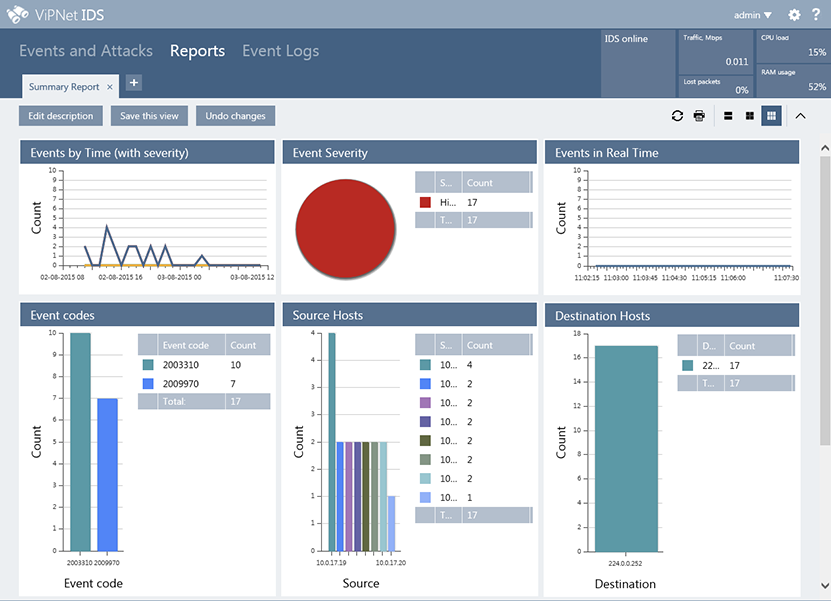 ViPNet IDS
admin
?
Events and Attacks Reports Event Logs
IDS online
Traffic, Mbps
0.011
Lost packets
0%
CPU load
15%
RAM usage
52%
Summary Report × +
Edit description Save this view Undo changes
Events by Time (with severity)
Count
10
9
8
7
6
5
4
3
2
1
0
02-08-2015 08 02-08-2015 16 03-08-2015 00 03-08-2015 12
Event Severity
S... Count
Hi... 17
T... 17
Events in Real Time
Count
10
9
8
7
6
5
4
3
2
1
0
11:02:15 11:03:00 11:03:45 11:04:30 11:05:15 11:06:00 11:07:30
Event codes
Count
10
9
8
7
6
5
4
3
2
1
0
2003310 2009970
Event code
Event code Count
2003310 10
2009970 7
Total: 17
Source Hosts
Count
4
4
3
3
2
2
1
1
0
10.0.17.19 10.0.17.20
Source
S... Count
10... 4
10... 2
10... 2
10... 2
10... 2
10... 2
10... 2
10... 1
T... 17
Destination Hosts
Count
18
16
14
12
10
8
6
4
2
0
224.0.0.252
Destination
D... Count
22... 17
T... 17